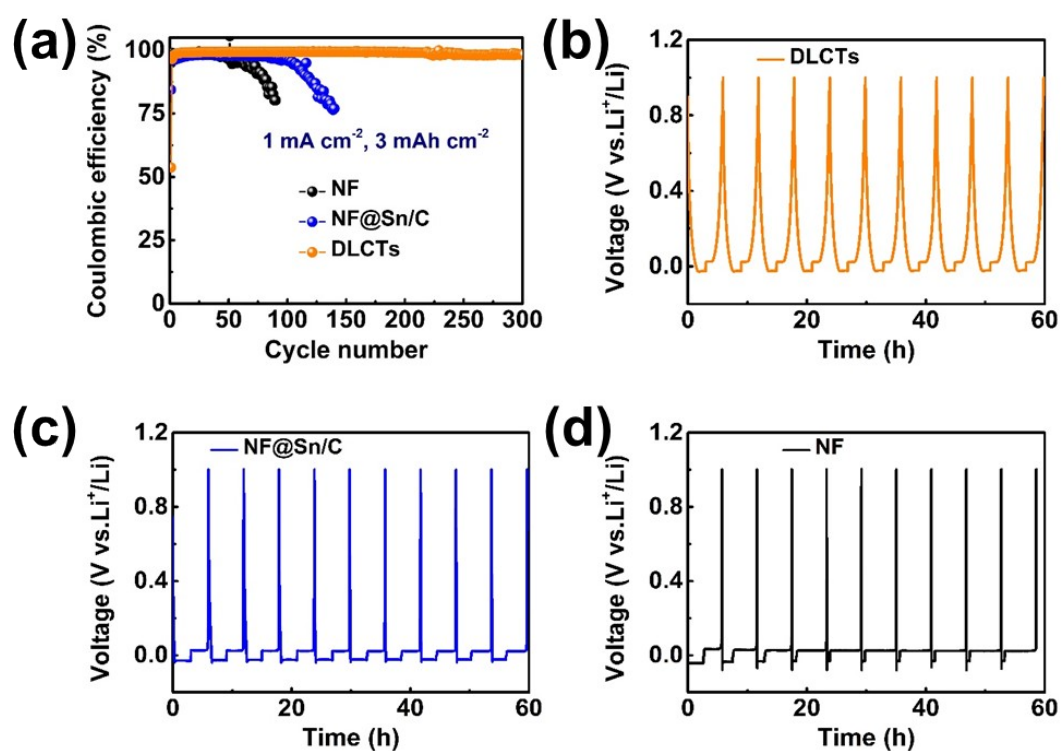 (a)
Coulombic efficiency (%)
100
75
50
25
0
1 mA cm⁻², 3 mAh cm⁻²
NF
NF@Sn/C
DLCTs
0 50 100 150 200 250 300
Cycle number
(b)
Voltage (V vs.Li⁺/Li)
1.2
0.8
0.4
0.0
DLCTs
0 20 40 60
Time (h)
(c)
Voltage (V vs.Li⁺/Li)
1.2
0.8
0.4
0.0
NF@Sn/C
0 20 40 60
Time (h)
(d)
Voltage (V vs.Li⁺/Li)
1.2
0.8
0.4
0.0
NF
0 20 40 60
Time (h)